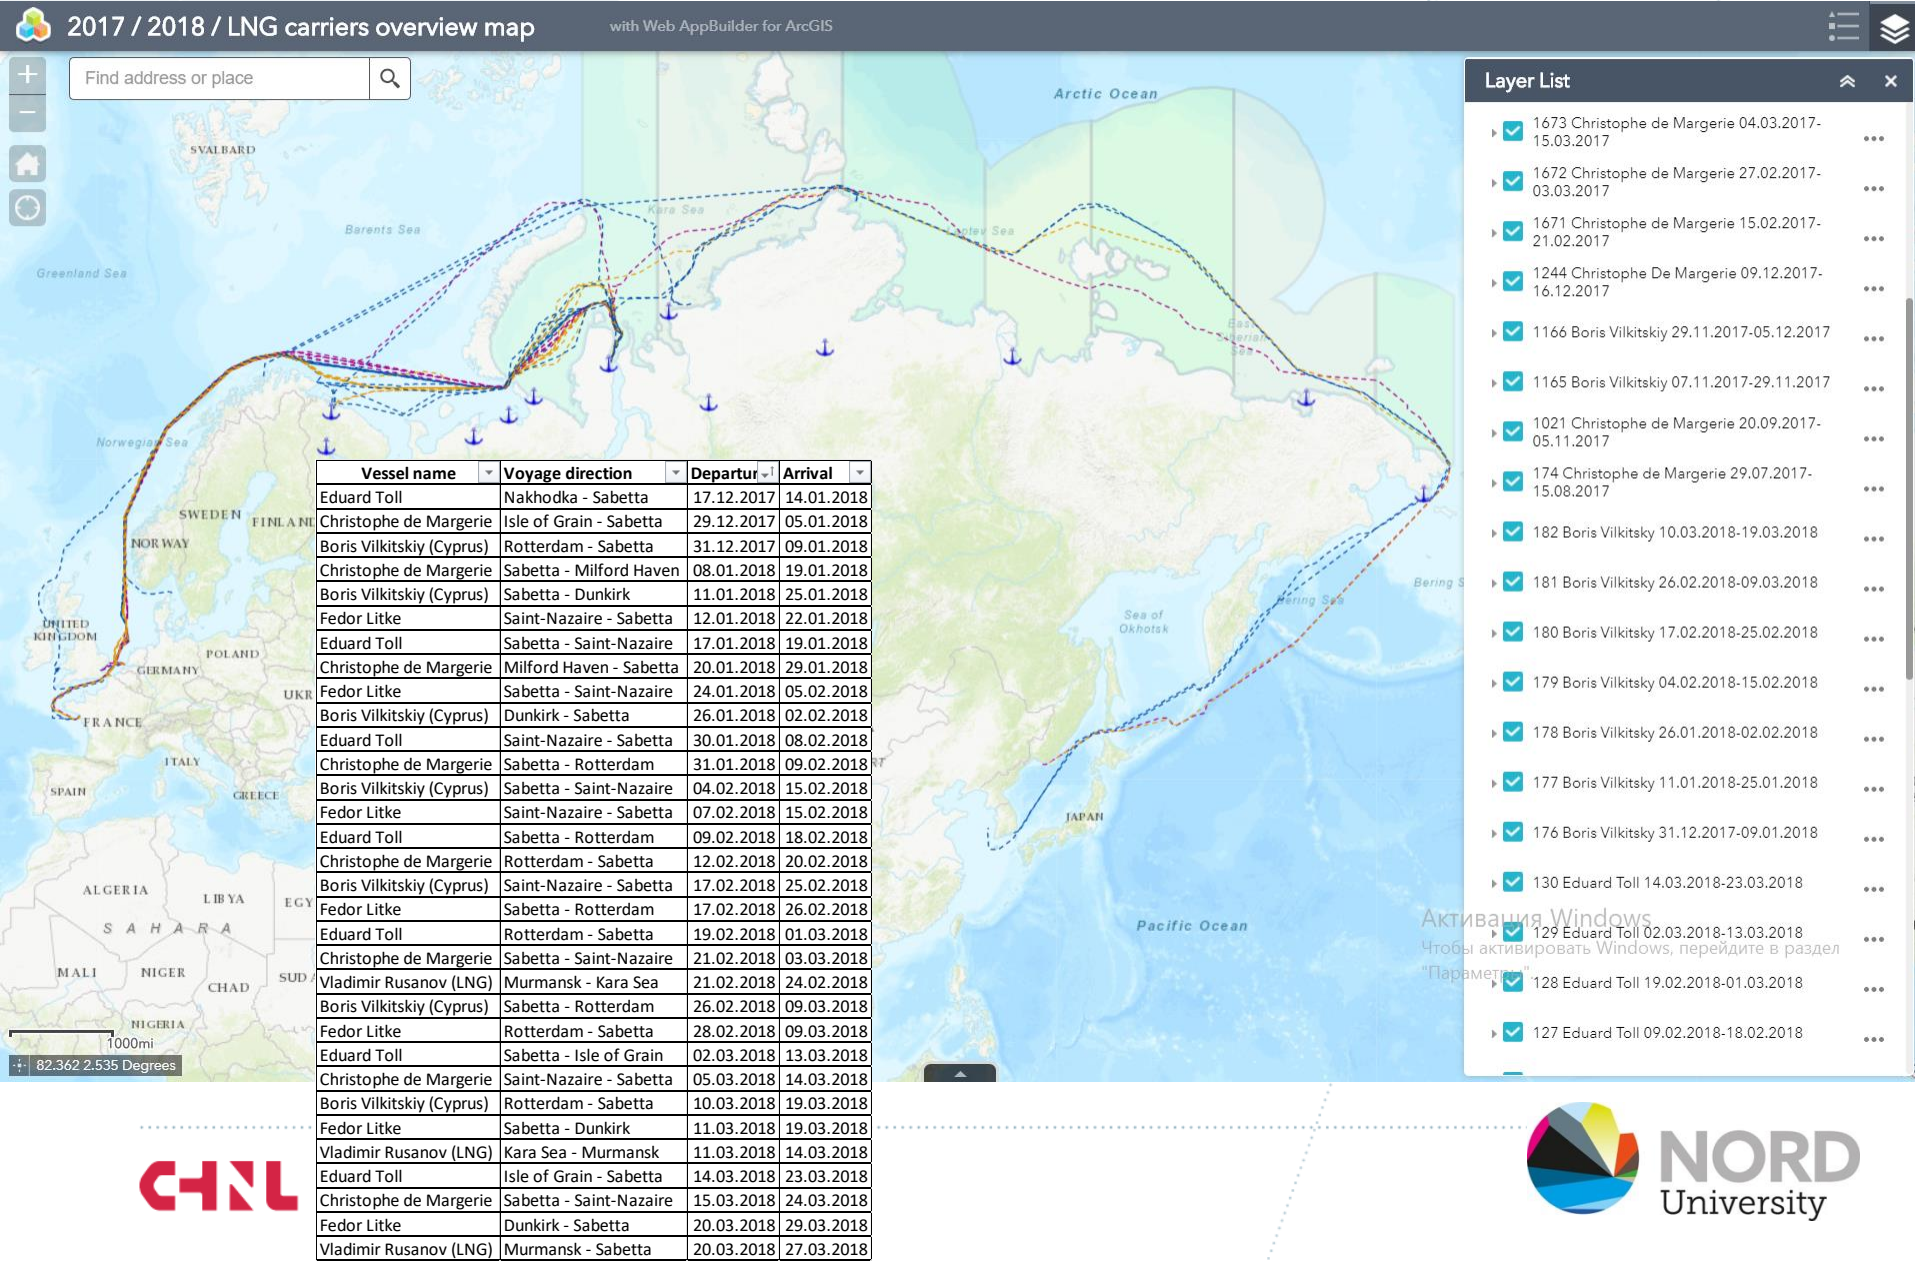 2017 / 2018 / LNG carriers overview map
with Web AppBuilder for ArcGIS
Find address or place
Layer List
1673 Christophe de Margerie 04.03.2017-
15.03.2017
1672 Christophe de Margerie 27.02.2017-
03.03.2017
1671 Christophe de Margerie 15.02.2017-
21.02.2017
1244 Christophe De Margerie 09.12.2017-
16.12.2017
1166 Boris Vilkitskiy 29.11.2017-05.12.2017
1165 Boris Vilkitskiy 07.11.2017-29.11.2017
1021 Christophe de Margerie 20.09.2017-
05.11.2017
174 Christophe de Margerie 29.07.2017-
15.08.2017
182 Boris Vilkitsky 10.03.2018-19.03.2018
181 Boris Vilkitsky 26.02.2018-09.03.2018
180 Boris Vilkitsky 17.02.2018-25.02.2018
179 Boris Vilkitsky 04.02.2018-15.02.2018
178 Boris Vilkitsky 26.01.2018-02.02.2018
177 Boris Vilkitsky 11.01.2018-25.01.2018
176 Boris Vilkitsky 31.12.2017-09.01.2018
130 Eduard Toll 14.03.2018-23.03.2018
129 Eduard Toll 02.03.2018-13.03.2018
128 Eduard Toll 19.02.2018-01.03.2018
127 Eduard Toll 09.02.2018-18.02.2018
Активация Windows
Чтобы активировать Windows, перейдите в раздел
"Параметры".
Arctic Ocean
SVALBARD
Kara Sea
Barents Sea
Laptev Sea
Greenland Sea
East
Siberian
Sea
Norwegian Sea
SWEDEN
FINLAN
NORWAY
Bering S
Bering Sea
Sea of
Okhotsk
UNITED
KINGDOM
POLAND
GERMANY
UKR
FRANCE
ITALY
SPAIN
GREECE
JAPAN
ALGERIA
LIBYA
EGY
SAHARA
Pacific Ocean
MALI
NIGER
CHAD
SUD
NIGERIA
1000mi
82.362 2.535 Degrees
Vessel name Voyage direction Departur Arrival
Eduard Toll Nakhodka - Sabetta 17.12.2017 14.01.2018
Christophe de Margerie Isle of Grain - Sabetta 29.12.2017 05.01.2018
Boris Vilkitskiy (Cyprus) Rotterdam - Sabetta 31.12.2017 09.01.2018
Christophe de Margerie Sabetta - Milford Haven 08.01.2018 19.01.2018
Boris Vilkitskiy (Cyprus) Sabetta - Dunkirk 11.01.2018 25.01.2018
Fedor Litke Saint-Nazaire - Sabetta 12.01.2018 22.01.2018
Eduard Toll Sabetta - Saint-Nazaire 17.01.2018 19.01.2018
Christophe de Margerie Milford Haven - Sabetta 20.01.2018 29.01.2018
Fedor Litke Sabetta - Saint-Nazaire 24.01.2018 05.02.2018
Boris Vilkitskiy (Cyprus) Dunkirk - Sabetta 26.01.2018 02.02.2018
Eduard Toll Saint-Nazaire - Sabetta 30.01.2018 08.02.2018
Christophe de Margerie Sabetta - Rotterdam 31.01.2018 09.02.2018
Boris Vilkitskiy (Cyprus) Sabetta - Saint-Nazaire 04.02.2018 15.02.2018
Fedor Litke Saint-Nazaire - Sabetta 07.02.2018 15.02.2018
Eduard Toll Sabetta - Rotterdam 09.02.2018 18.02.2018
Christophe de Margerie Rotterdam - Sabetta 12.02.2018 20.02.2018
Boris Vilkitskiy (Cyprus) Saint-Nazaire - Sabetta 17.02.2018 25.02.2018
Fedor Litke Sabetta - Rotterdam 17.02.2018 26.02.2018
Eduard Toll Rotterdam - Sabetta 19.02.2018 01.03.2018
Christophe de Margerie Sabetta - Saint-Nazaire 21.02.2018 03.03.2018
Vladimir Rusanov (LNG) Murmansk - Kara Sea 21.02.2018 24.02.2018
Boris Vilkitskiy (Cyprus) Sabetta - Rotterdam 26.02.2018 09.03.2018
Fedor Litke Rotterdam - Sabetta 28.02.2018 09.03.2018
Eduard Toll Sabetta - Isle of Grain 02.03.2018 13.03.2018
Christophe de Margerie Saint-Nazaire - Sabetta 05.03.2018 14.03.2018
Boris Vilkitskiy (Cyprus) Rotterdam - Sabetta 10.03.2018 19.03.2018
Fedor Litke Sabetta - Dunkirk 11.03.2018 19.03.2018
Vladimir Rusanov (LNG) Kara Sea - Murmansk 11.03.2018 14.03.2018
Eduard Toll Isle of Grain - Sabetta 14.03.2018 23.03.2018
Christophe de Margerie Sabetta - Saint-Nazaire 15.03.2018 24.03.2018
Fedor Litke Dunkirk - Sabetta 20.03.2018 29.03.2018
Vladimir Rusanov (LNG) Murmansk - Sabetta 20.03.2018 27.03.2018
CHNL
NORD
University